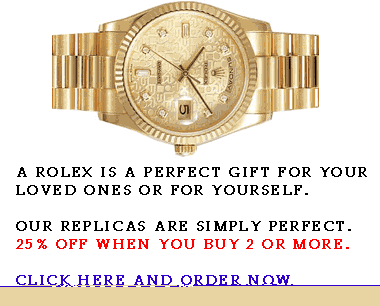 ROLEX
A ROLEX IS A PERFECT GIFT FOR YOUR
LOVED ONES OR FOR YOURSELF.
OUR REPLICAS ARE SIMPLY PERFECT.
25% OFF WHEN YOU BUY 2 OR MORE.
CLICK HERE AND ORDER NOW.